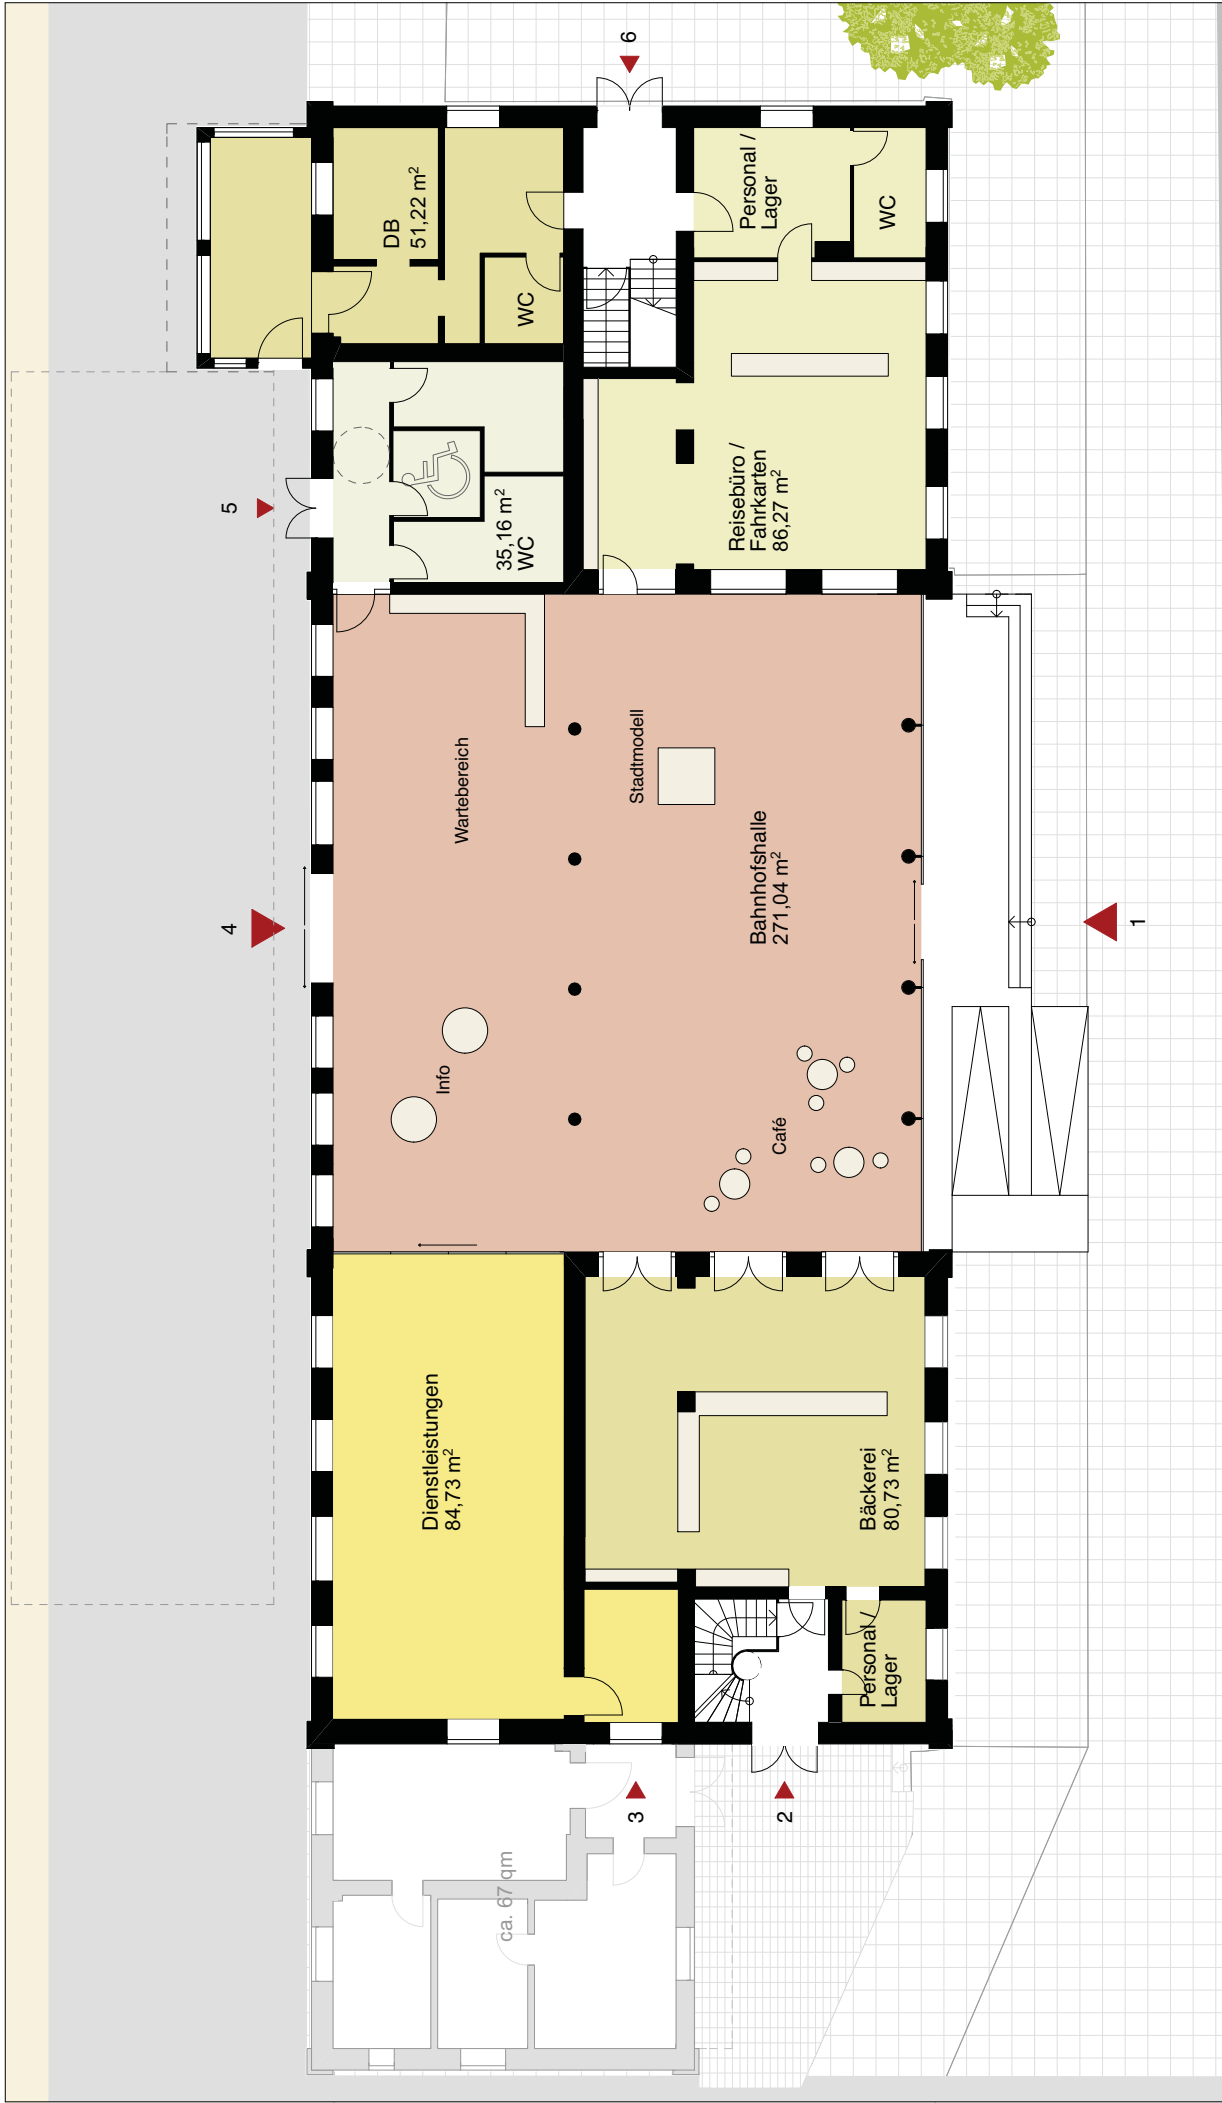 6
DB
51,22 m²
Personal /
Lager
WC
WC
5
35,16 m²
WC
Reisebüro /
Fahrkarten
86,27 m²
Wartebereich
Stadtmodell
4
Bahnhofshalle
271,04 m²
1
Info
Café
Dienstleistungen
84,73 m²
Bäckerei
80,73 m²
Personal /
Lager
3
2
ca. 67 qm